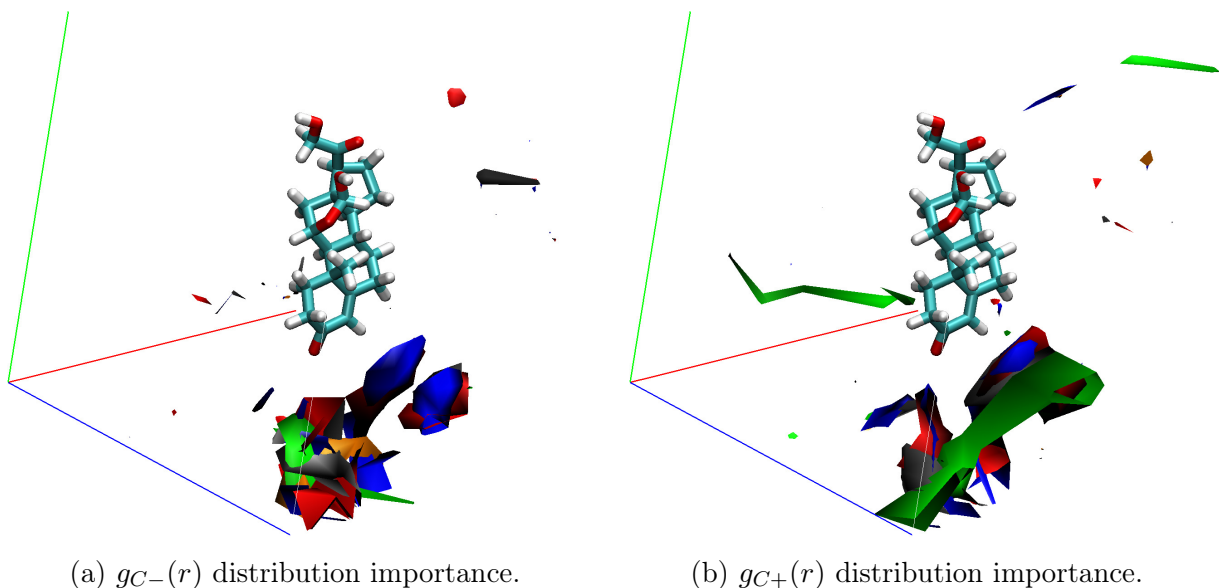 (a) $g_{C-}(r)$ distribution importance.
(b) $g_{C+}(r)$ distribution importance.